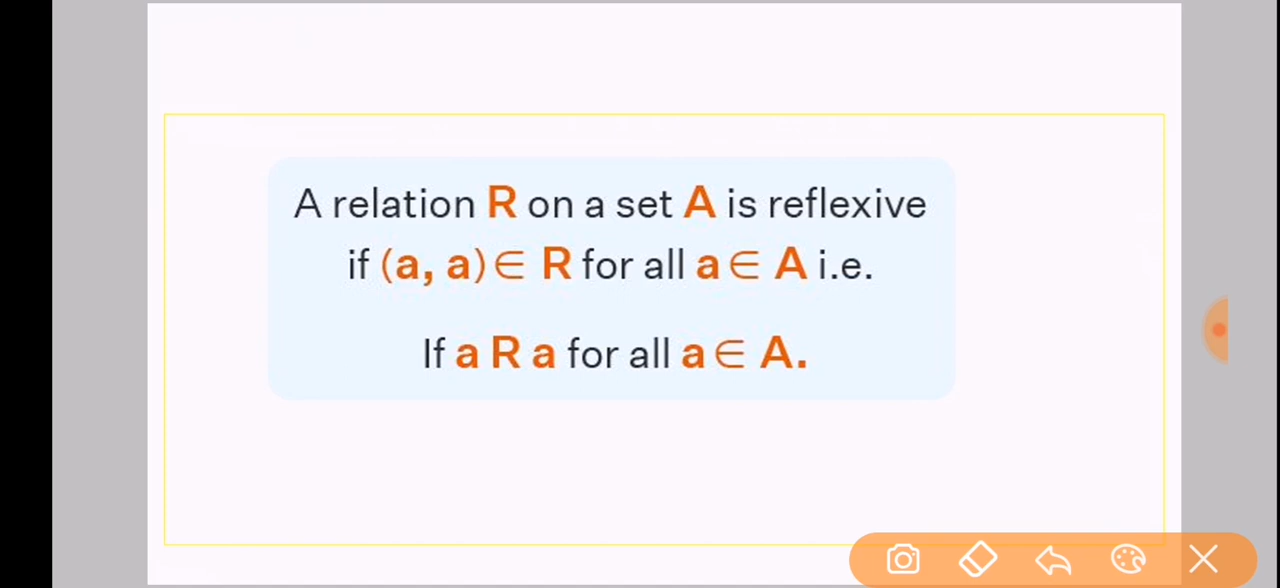 A relation R on a set A is reflexive
if (a, a)∈ R for all a∈ A i.e.
If a R a for all a∈ A.